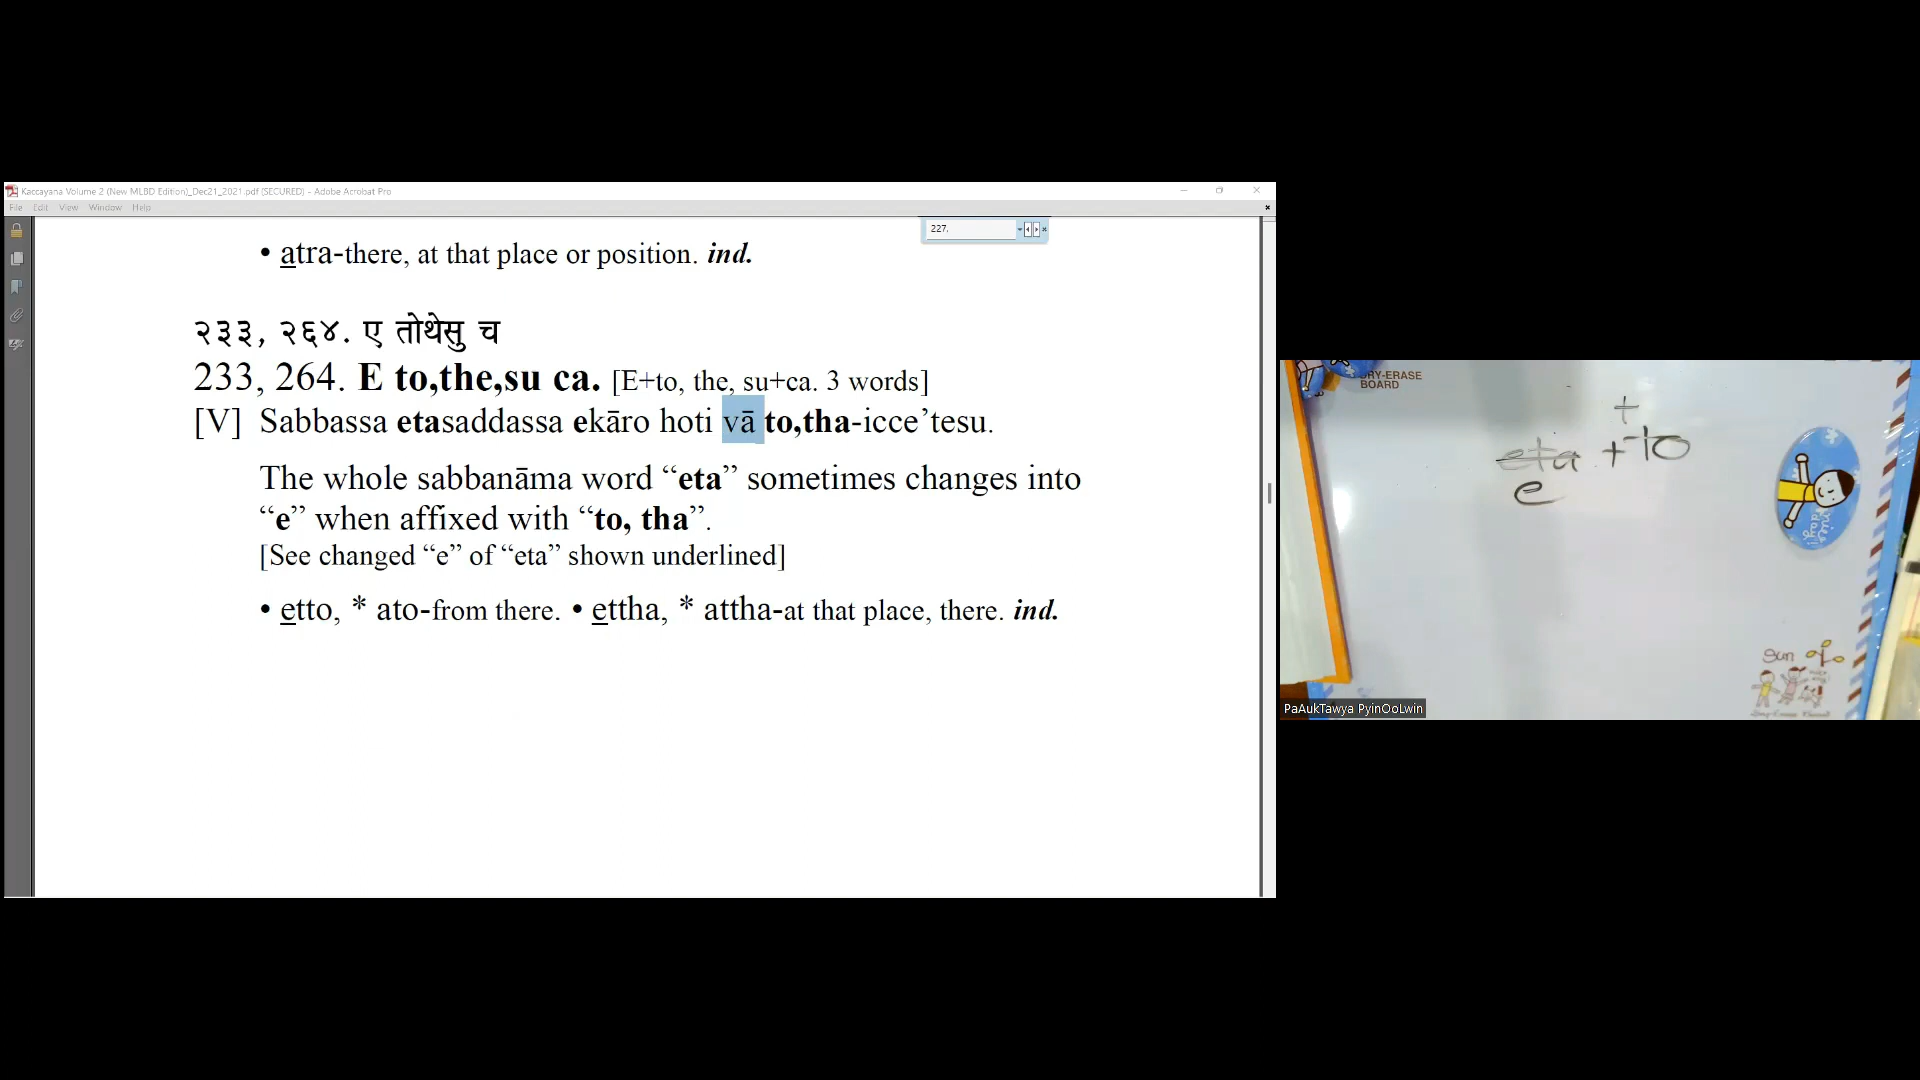 Kaccayana Volume 2 (New MLBD Edition)_Dec21_2021.pdf (SECURED) - Adobe Acrobat Pro
File Edit View Window Help
227.
• atra-there, at that place or position. ind.
२३३, २६४. ए तोथेसु च
233, 264. E to,the,su ca. [E+to, the, su+ca. 3 words]
[V] Sabbassa etasaddassa ekāro hoti vā to,tha-icce’tesu.
The whole sabbanāma word “eta” sometimes changes into
“e” when affixed with “to, tha”.
[See changed “e” of “eta” shown underlined]
• etto, * ato-from there. • ettha, * attha-at that place, there. ind.
DRY-ERASE
BOARD
t
eta + to
e
Sun
PaAukTawya PyinOoLwin